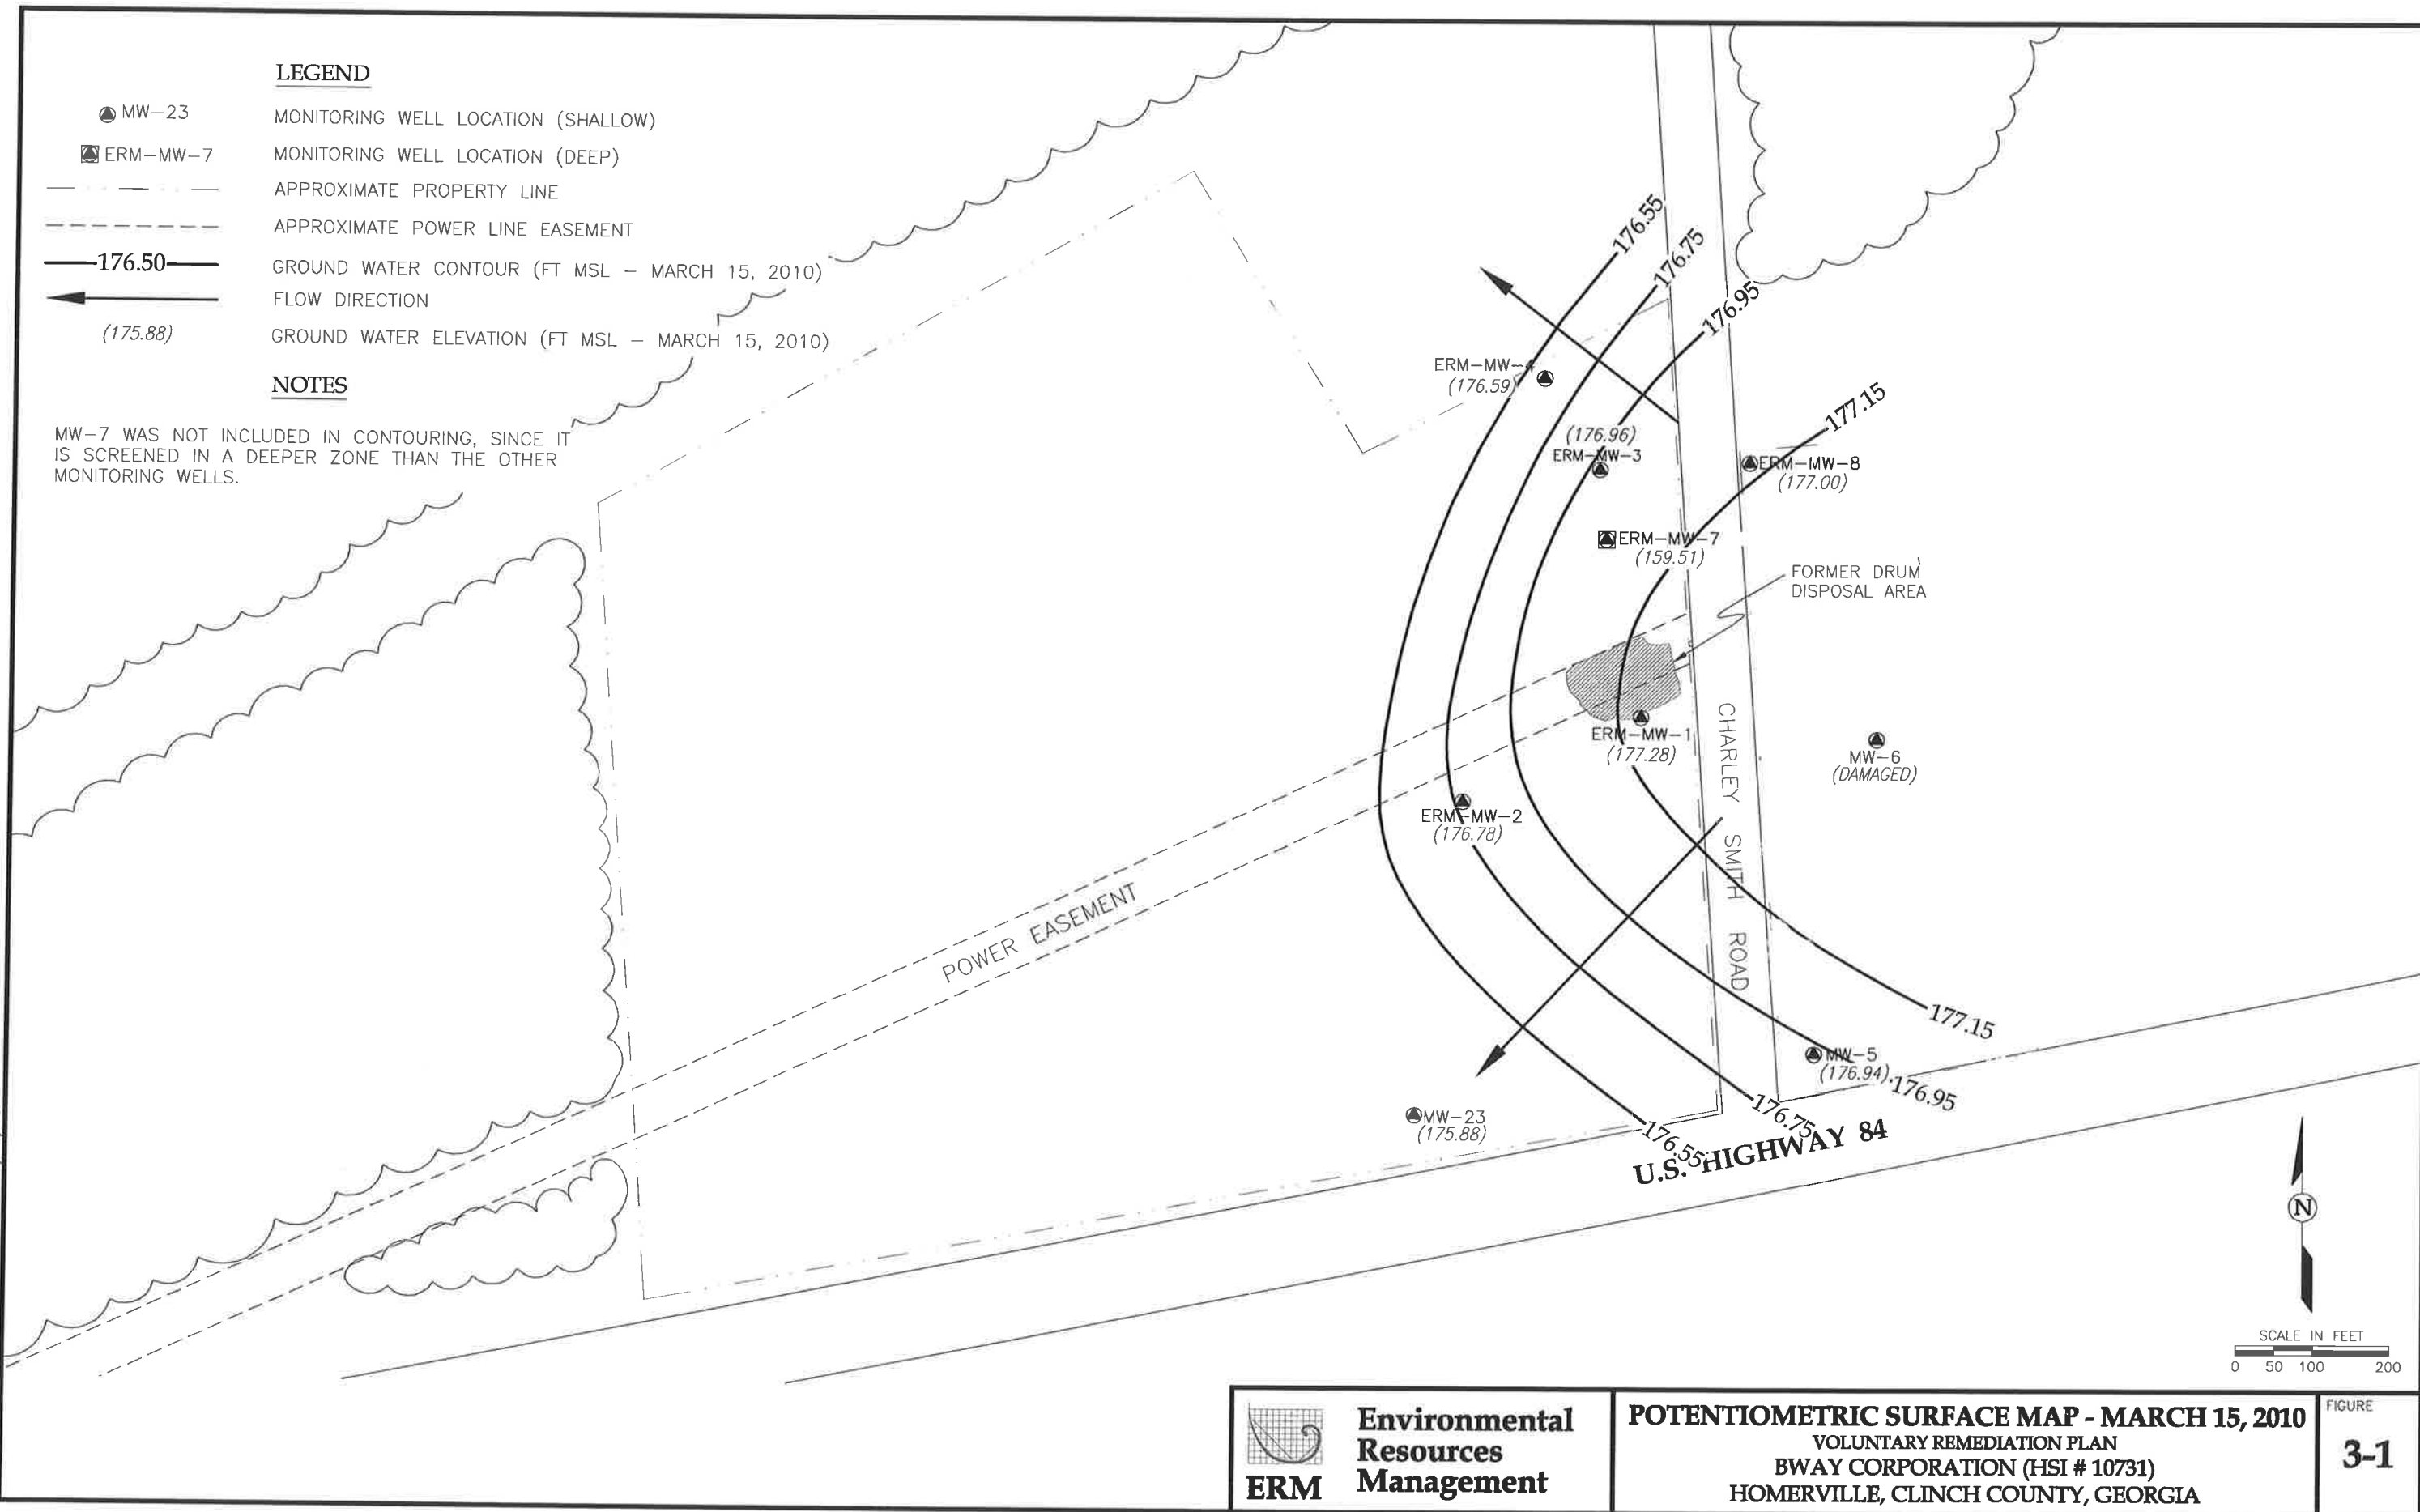 LEGEND
MW-23
MONITORING WELL LOCATION (SHALLOW)
ERM-MW-7
MONITORING WELL LOCATION (DEEP)
APPROXIMATE PROPERTY LINE
APPROXIMATE POWER LINE EASEMENT
176.50
GROUND WATER CONTOUR (FT MSL - MARCH 15, 2010)
FLOW DIRECTION
(175.88)
GROUND WATER ELEVATION (FT MSL - MARCH 15, 2010)
NOTES
MW-7 WAS NOT INCLUDED IN CONTOURING, SINCE IT
IS SCREENED IN A DEEPER ZONE THAN THE OTHER
MONITORING WELLS.
176.55
176.75
176.95
177.15
ERM-MW-4
(176.59)
(176.96)
ERM-MW-3
ERM-MW-8
(177.00)
ERM-MW-7
(159.51)
FORMER DRUM
DISPOSAL AREA
ERM-MW-1
(177.28)
CHARLEY SMITH ROAD
MW-6
(DAMAGED)
ERM-MW-2
(176.78)
POWER EASEMENT
177.15
MW-5
(176.94)
176.95
176.75
176.55
MW-23
(175.88)
U.S. HIGHWAY 84
N
SCALE IN FEET
0 50 100 200
ERM
Environmental
Resources
Management
POTENTIOMETRIC SURFACE MAP - MARCH 15, 2010
VOLUNTARY REMEDIATION PLAN
BWAY CORPORATION (HSI # 10731)
HOMERVILLE, CLINCH COUNTY, GEORGIA
FIGURE
3-1